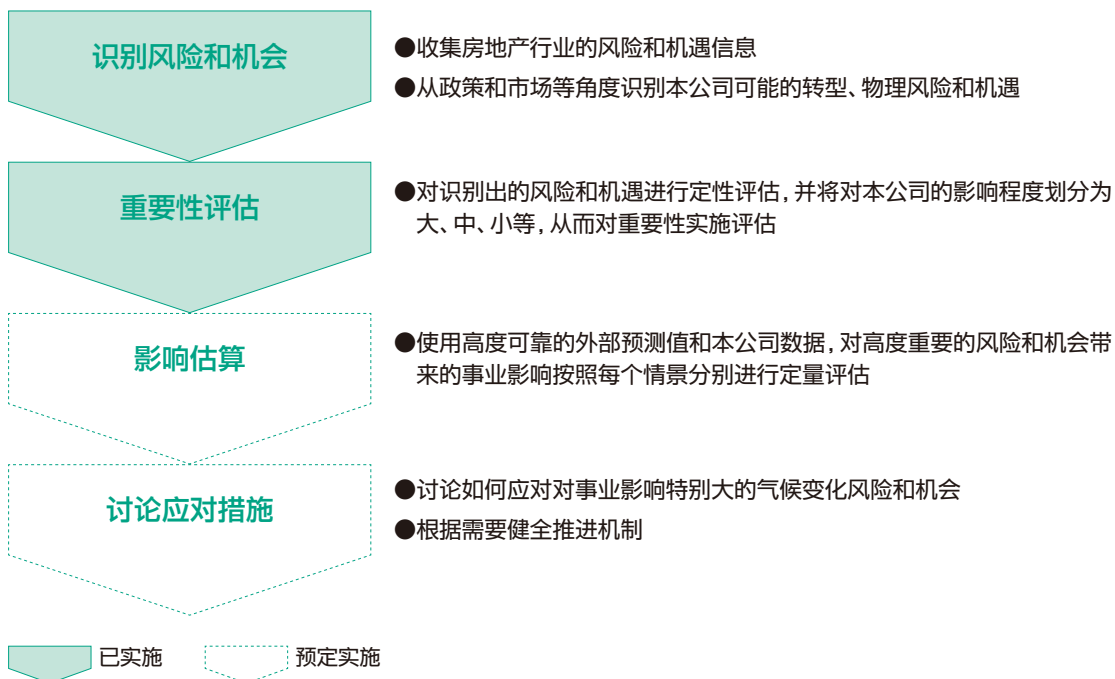 识别风险和机会
●收集房地产行业的风险和机遇信息
●从政策和市场等角度识别本公司可能的转型、物理风险和机遇
重要性评估
●对识别出的风险和机遇进行定性评估，并将对本公司的影响程度划分为
大、中、小等，从而对重要性实施评估
影响估算
●使用高度可靠的外部预测值和本公司数据，对高度重要的风险和机会带
来的事业影响按照每个情景分别进行定量评估
讨论应对措施
●讨论如何应对对事业影响特别大的气候变化风险和机会
●根据需要健全推进机制
已实施
预定实施